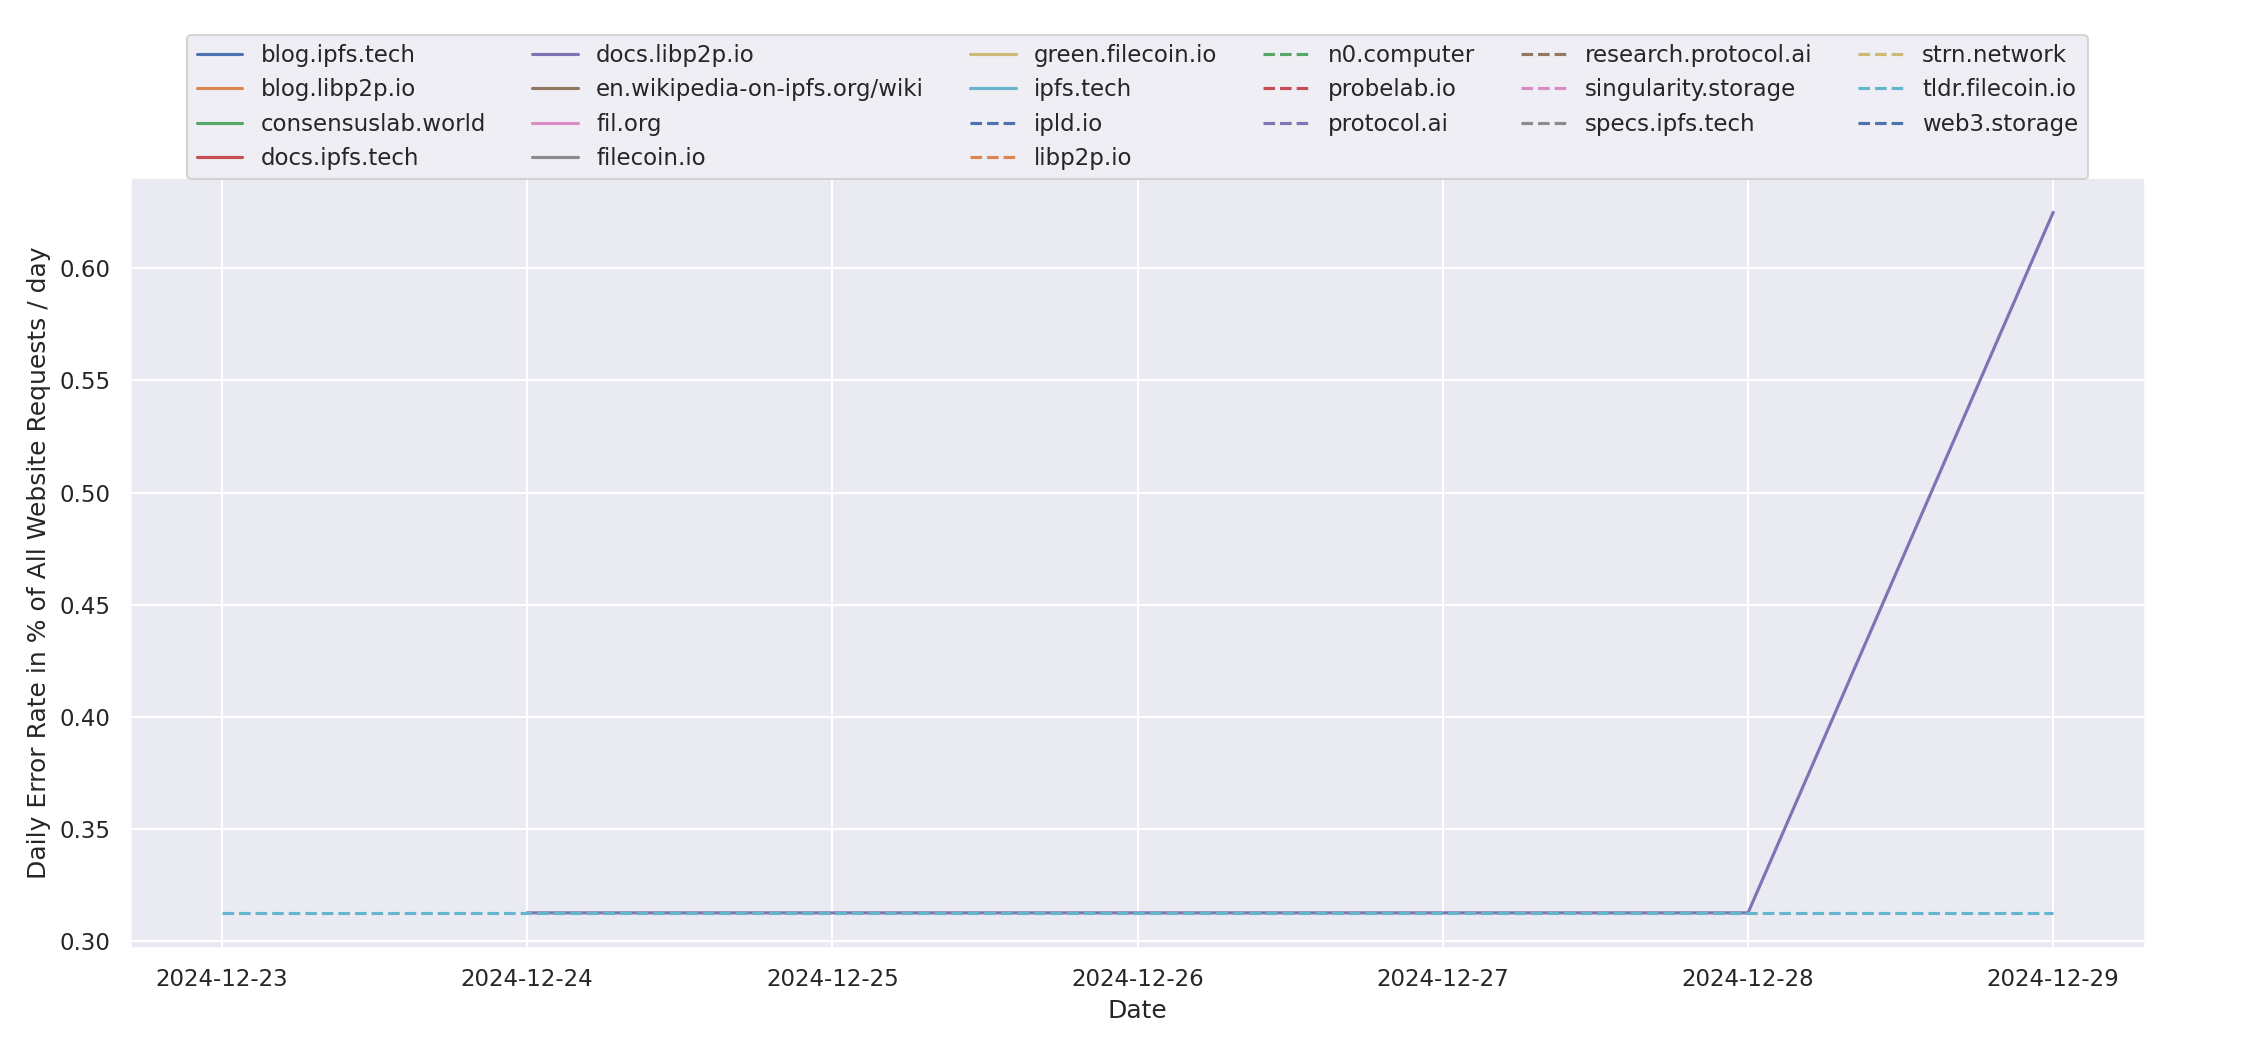 blog.ipfs.tech
blog.libp2p.io
consensuslab.world
docs.ipfs.tech
docs.libp2p.io
en.wikipedia-on-ipfs.org/wiki
fil.org
filecoin.io
green.filecoin.io
ipfs.tech
ipld.io
libp2p.io
n0.computer
probelab.io
protocol.ai
research.protocol.ai
singularity.storage
specs.ipfs.tech
strn.network
tldr.filecoin.io
web3.storage
Daily Error Rate in % of All Website Requests / day
0.60
0.55
0.50
0.45
0.40
0.35
0.30
2024-12-23
2024-12-24
2024-12-25
2024-12-26
2024-12-27
2024-12-28
2024-12-29
Date